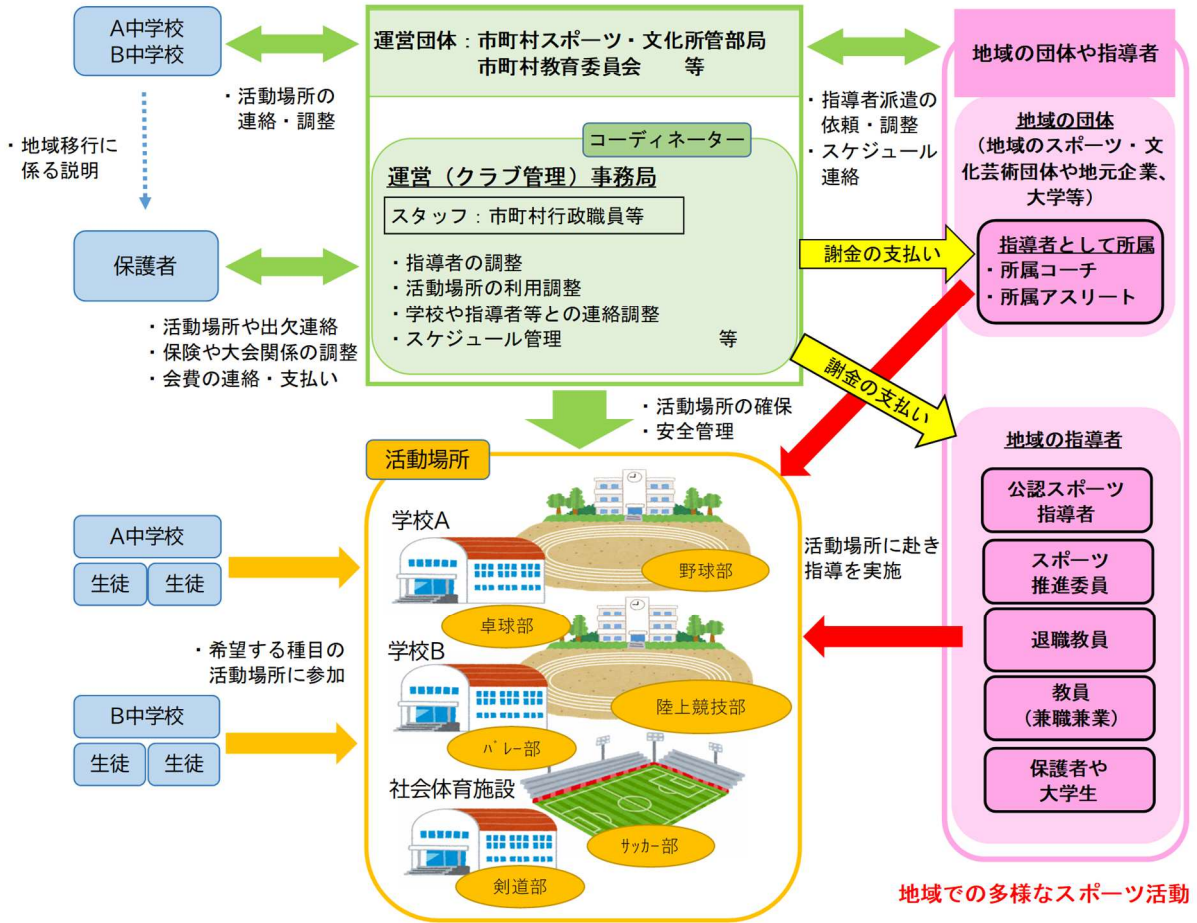 A中学校
B中学校
・活動場所の
連絡・調整
・地域移行に
係る説明
保護者
・活動場所や出欠連絡
・保険や大会関係の調整
・会費の連絡・支払い
運営団体：市町村スポーツ・文化所管部局
市町村教育委員会　　等
コーディネーター
運営（クラブ管理）事務局
スタッフ：市町村行政職員等
・指導者の調整
・活動場所の利用調整
・学校や指導者等との連絡調整
・スケジュール管理　　　　　　　等
・指導者派遣の
依頼・調整
・スケジュール
連絡
地域の団体や指導者
地域の団体
（地域のスポーツ・文
化芸術団体や地元企業、
大学等）
謝金の支払い
指導者として所属
・所属コーチ
・所属アスリート
謝金の支払い
・活動場所の確保
・安全管理
地域の指導者
公認スポーツ
指導者
スポーツ
推進委員
退職教員
教員
（兼職兼業）
保護者や
大学生
活動場所に赴き
指導を実施
活動場所
学校A
野球部
卓球部
学校B
陸上競技部
バレー部
社会体育施設
サッカー部
剣道部
A中学校
生徒　生徒
・希望する種目の
活動場所に参加
B中学校
生徒　生徒
地域での多様なスポーツ活動